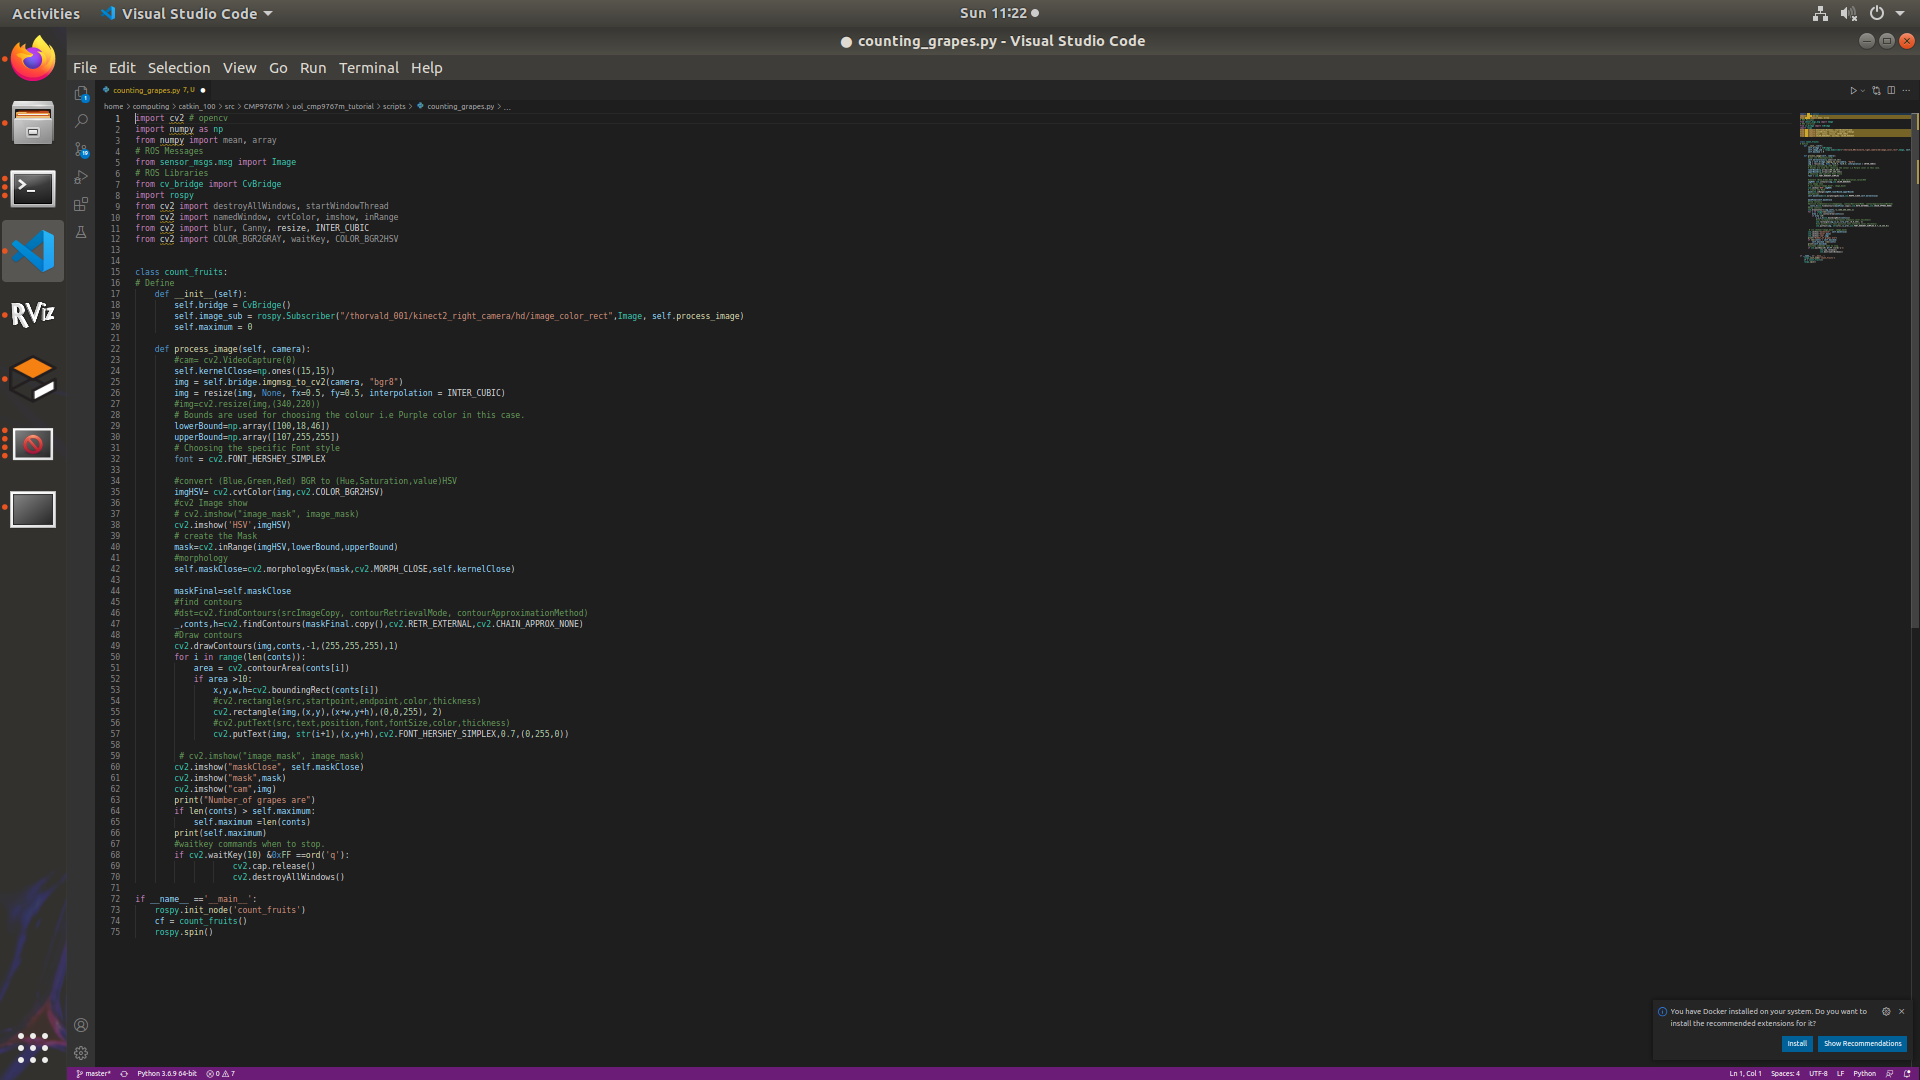 Activities Visual Studio Code Sun 11:22
counting_grapes.py - Visual Studio Code
File Edit Selection View Go Run Terminal Help
counting_grapes.py 7, U
home > computing > catkin_100 > src > CMP9767M > uol_cmp9767m_tutorial > scripts > counting_grapes.py > ...
1 import cv2 # opencv
2 import numpy as np
3 from numpy import mean, array
4 # ROS Messages
5 from sensor_msgs.msg import Image
6 # ROS Libraries
7 from cv_bridge import CvBridge
8 import rospy
9 from cv2 import destroyAllWindows, startWindowThread
10 from cv2 import namedWindow, cvtColor, imshow, inRange
11 from cv2 import blur, Canny, resize, INTER_CUBIC
12 from cv2 import COLOR_BGR2GRAY, waitKey, COLOR_BGR2HSV
13
14
15 class count_fruits:
16 # Define
17 def __init__(self):
18 self.bridge = CvBridge()
19 self.image_sub = rospy.Subscriber("/thorvald_001/kinect2_right_camera/hd/image_color_rect",Image, self.process_image)
20 self.maximum = 0
21
22 def process_image(self, camera):
23 #cam= cv2.VideoCapture(0)
24 self.kernelClose=np.ones((15,15))
25 img = self.bridge.imgmsg_to_cv2(camera, "bgr8")
26 img = resize(img, None, fx=0.5, fy=0.5, interpolation = INTER_CUBIC)
27 #img=cv2.resize(img,(340,220))
28 # Bounds are used for choosing the colour i.e Purple color in this case.
29 lowerBound=np.array([100,18,46])
30 upperBound=np.array([107,255,255])
31 # Choosing the specific Font style
32 font = cv2.FONT_HERSHEY_SIMPLEX
33
34 #convert (Blue,Green,Red) BGR to (Hue,Saturation,value)HSV
35 imgHSV= cv2.cvtColor(img,cv2.COLOR_BGR2HSV)
36 #cv2 Image show
37 # cv2.imshow("image_mask", image_mask)
38 cv2.imshow('HSV',imgHSV)
39 # create the Mask
40 mask=cv2.inRange(imgHSV,lowerBound,upperBound)
41 #morphology
42 self.maskClose=cv2.morphologyEx(mask,cv2.MORPH_CLOSE,self.kernelClose)
43
44 maskFinal=self.maskClose
45 #find contours
46 #dst=cv2.findContours(srcImageCopy, contourRetrievalMode, contourApproximationMethod)
47 _,conts,h=cv2.findContours(maskFinal.copy(),cv2.RETR_EXTERNAL,cv2.CHAIN_APPROX_NONE)
48 #Draw contours
49 cv2.drawContours(img,conts,-1,(255,255,255),1)
50 for i in range(len(conts)):
51 area = cv2.contourArea(conts[i])
52 if area >10:
53 x,y,w,h=cv2.boundingRect(conts[i])
54 #cv2.rectangle(src,startpoint,endpoint,color,thickness)
55 cv2.rectangle(img,(x,y),(x+w,y+h),(0,0,255), 2)
56 #cv2.putText(src,text,position,font,fontSize,color,thickness)
57 cv2.putText(img, str(i+1),(x,y+h),cv2.FONT_HERSHEY_SIMPLEX,0.7,(0,255,0))
58
59 # cv2.imshow("image_mask", image_mask)
60 cv2.imshow("maskClose", self.maskClose)
61 cv2.imshow("mask",mask)
62 cv2.imshow("cam",img)
63 print("Number_of grapes are")
64 if len(conts) > self.maximum:
65 self.maximum =len(conts)
66 print(self.maximum)
67 #waitkey commands when to stop.
68 if cv2.waitKey(10) &0xFF ==ord('q'):
69 cv2.cap.release()
70 cv2.destroyAllWindows()
71
72 if __name__ =='__main__':
73 rospy.init_node('count_fruits')
74 cf = count_fruits()
75 rospy.spin()
RViz
You have Docker installed on your system. Do you want to
install the recommended extensions for it?
Install Show Recommendations
master* Python 3.6.9 64-bit 0 7 Ln 1, Col 1 Spaces: 4 UTF-8 LF Python